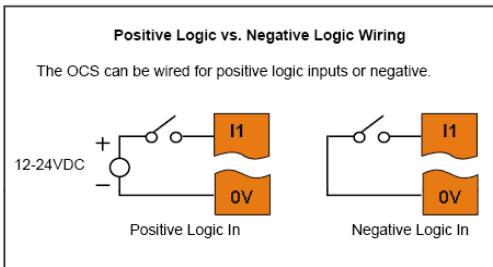 Positive Logic vs. Negative Logic Wiring
The OCS can be wired for positive logic inputs or negative.
I1
I1
+
12-24VDC
–
0V
0V
Positive Logic In
Negative Logic In